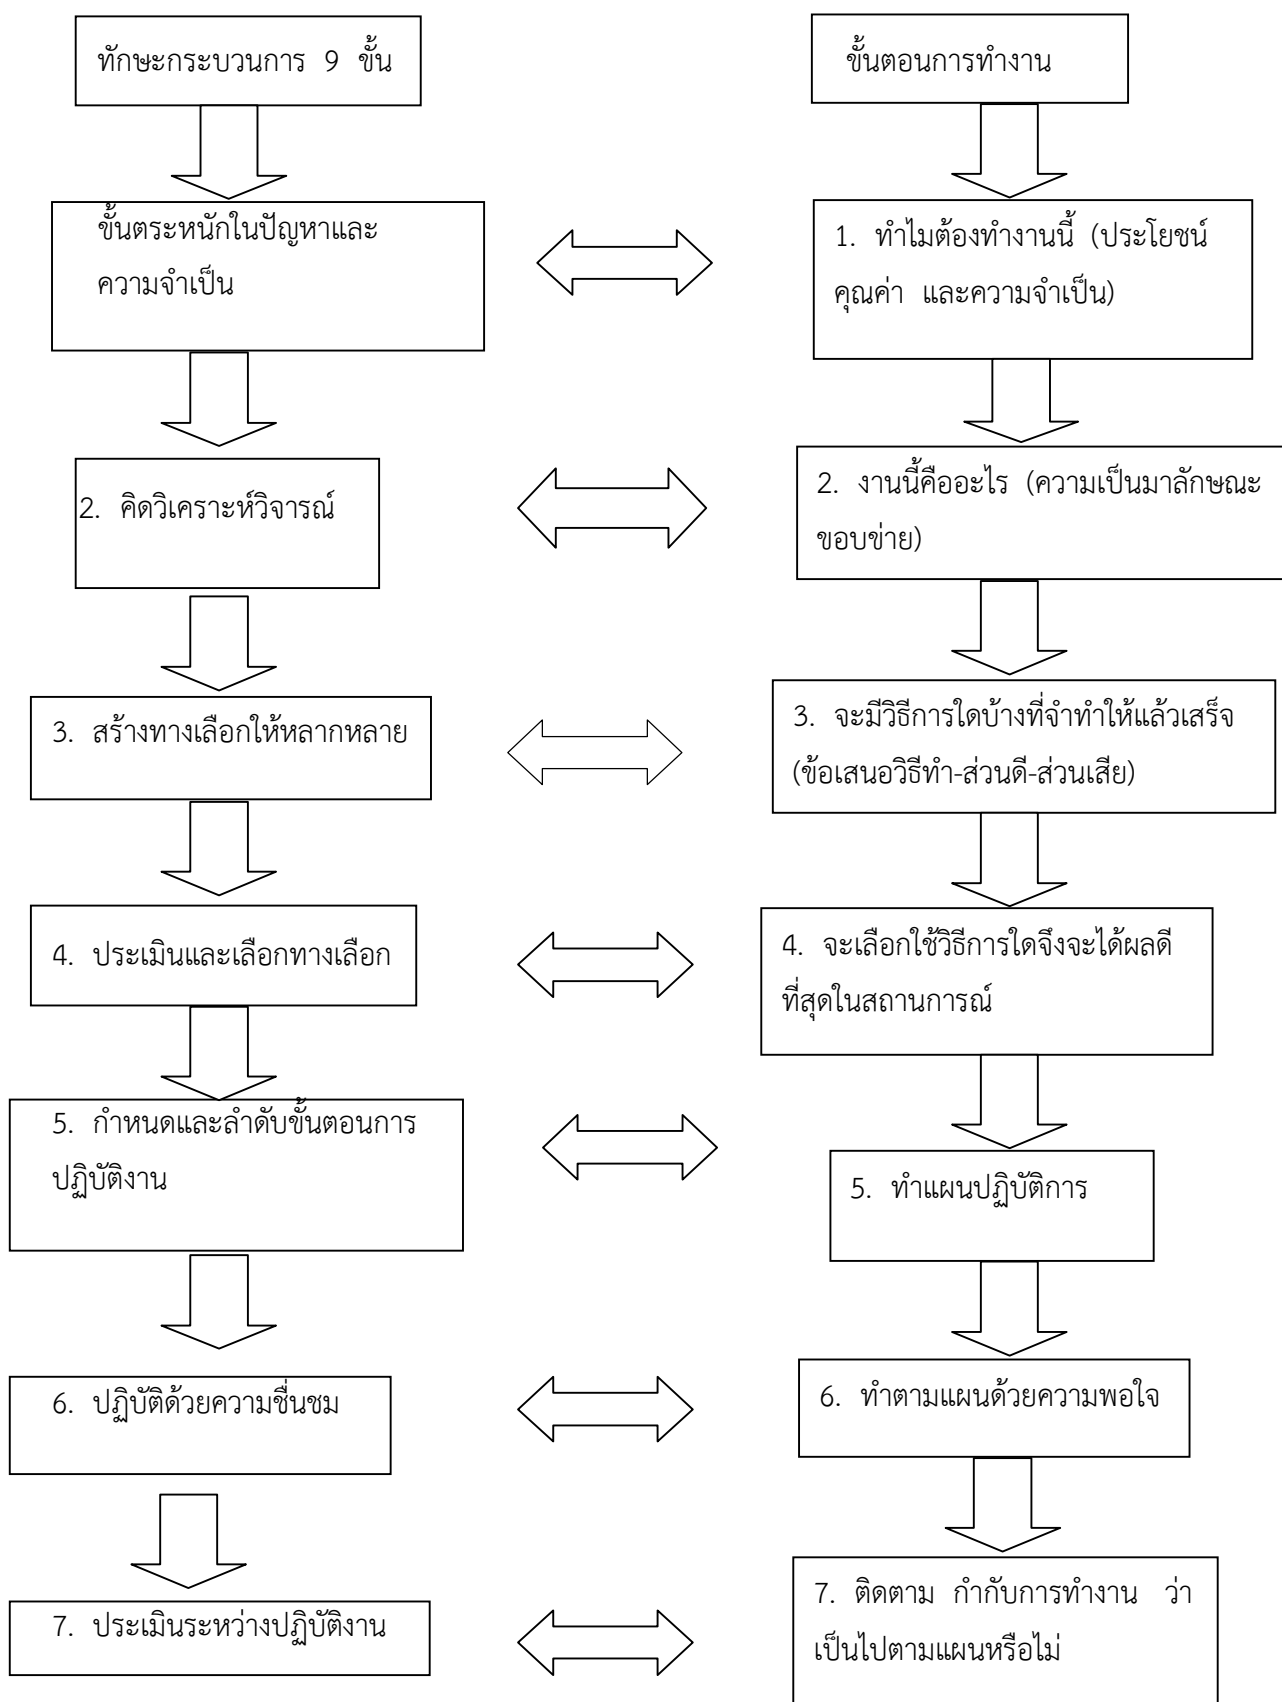 ทักษะกระบวนการ 9 ขั้น
ขั้นตอนการทำงาน
ขั้นตระหนักในปัญหาและ
ความจำเป็น
1. ทำไมต้องทำงานนี้ (ประโยชน์
คุณค่า และความจำเป็น)
2. คิดวิเคราะห์วิจารณ์
2. งานนี้คืออะไร (ความเป็นมาลักษณะ
ขอบข่าย)
3. สร้างทางเลือกให้หลากหลาย
3. จะมีวิธีการใดบ้างที่จำทำให้แล้วเสร็จ
(ข้อเสนอวิธีทำ-ส่วนดี-ส่วนเสีย)
4. ประเมินและเลือกทางเลือก
4. จะเลือกใช้วิธีการใดจึงจะได้ผลดี
ที่สุดในสถานการณ์
5. กำหนดและลำดับขั้นตอนการ
ปฏิบัติงาน
5. ทำแผนปฏิบัติการ
6. ปฏิบัติด้วยความชื่นชม
6. ทำตามแผนด้วยความพอใจ
7. ประเมินระหว่างปฏิบัติงาน
7. ติดตาม กำกับการทำงาน ว่า
เป็นไปตามแผนหรือไม่